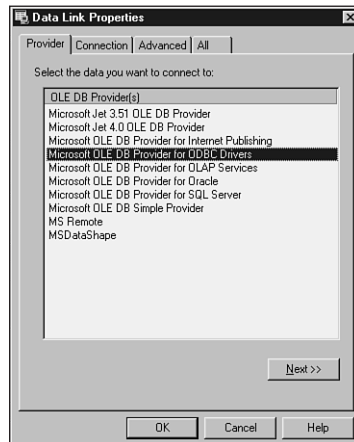 Data Link Properties
Provider Connection Advanced All
Select the data you want to connect to:
OLE DB Provider(s)
Microsoft Jet 3.51 OLE DB Provider
Microsoft Jet 4.0 OLE DB Provider
Microsoft OLE DB Provider for Internet Publishing
Microsoft OLE DB Provider for ODBC Drivers
Microsoft OLE DB Provider for OLAP Services
Microsoft OLE DB Provider for Oracle
Microsoft OLE DB Provider for SQL Server
Microsoft OLE DB Simple Provider
MS Remote
MSDataShape
Next >>
OK Cancel Help